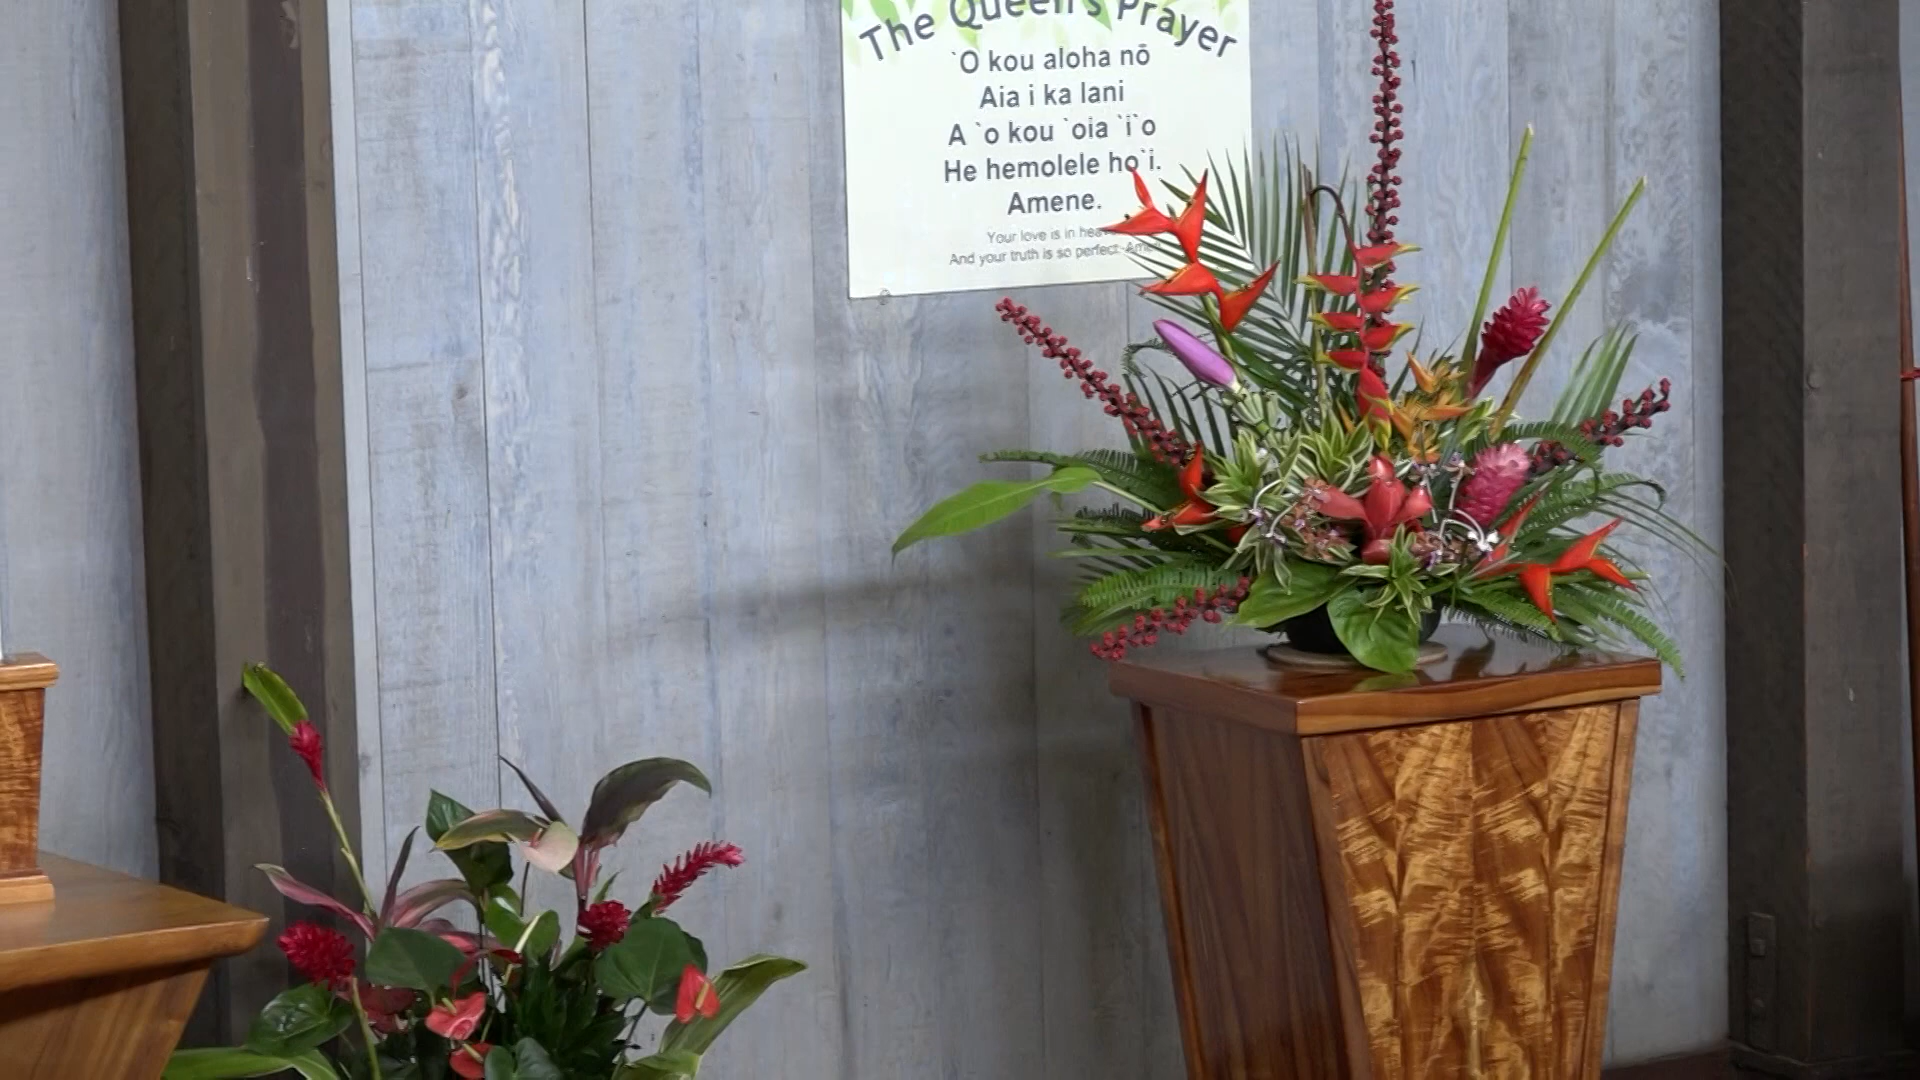 The Queen's Prayer
`O kou aloha nō
Aia i ka lani
A `o kou `oia `i`o
He hemolele ho`i.
Amene.
Your love is in
And your truth is so perfect -Amen